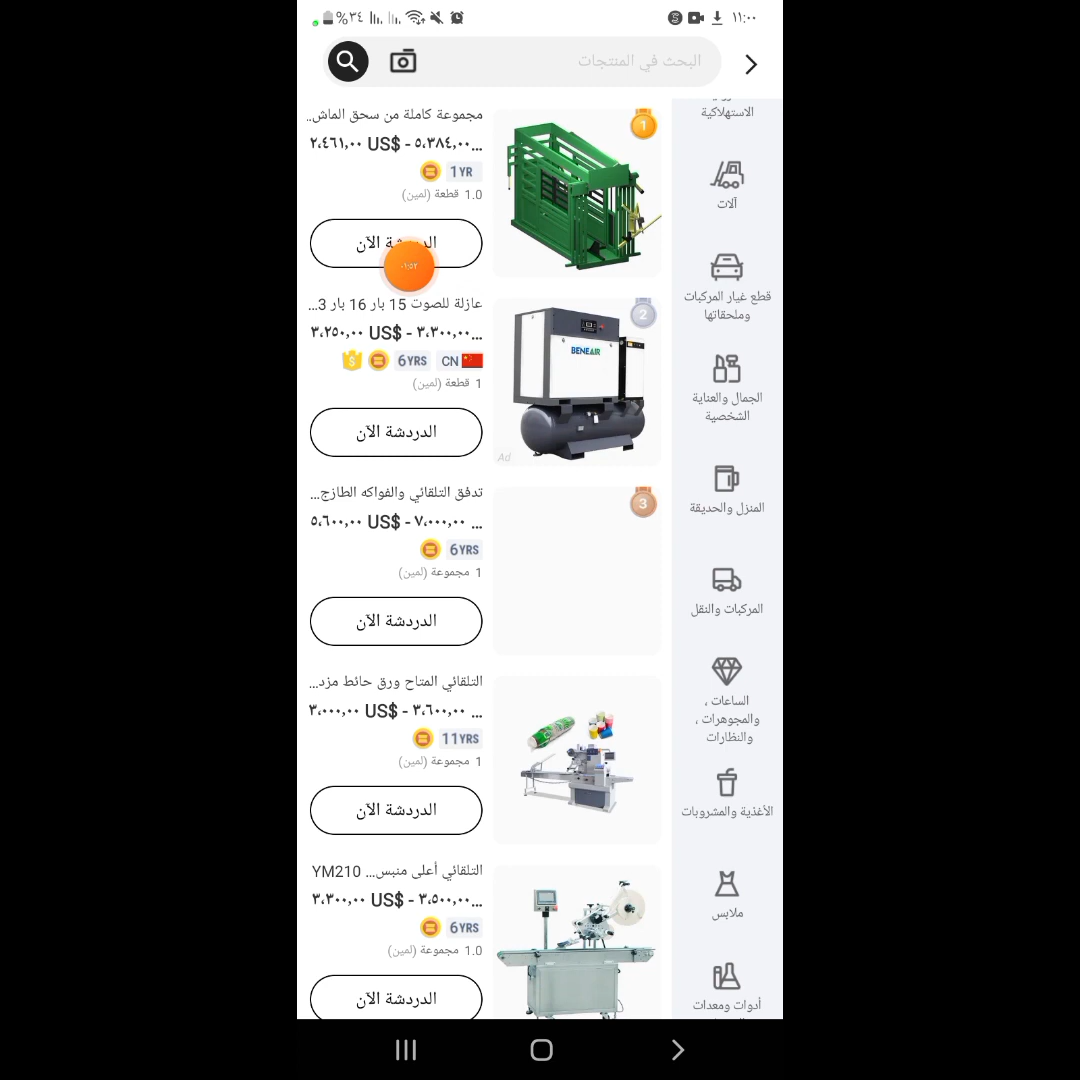 ١١:٠٠
%٣٤
البحث في المنتجات
1
مجموعة كاملة من سحق الماش...
٢،٤٦١,٠٠ US$ - ٥،٣٨٤,٠٠...
1YR
1.0 قطعة (لمين)
الدردشة الآن
٠١:٥٢
2
BENEAIR
Ad
عازلة للصوت 15 بار 16 بار 3...
٣،٢٥٠,٠٠ US$ - ٣،٣٠٠,٠٠...
6YRS CN
1 قطعة (لمين)
الدردشة الآن
3
تدفق التلقائي والفواكه الطازج...
٥،٦٠٠,٠٠ US$ - ٧،٠٠٠,٠٠ ...
6YRS
1 مجموعة (لمين)
الدردشة الآن
التلقائي المتاح ورق حائط مزد...
٣،٠٠٠,٠٠ US$ - ٣،٦٠٠,٠٠ ...
11YRS
1 مجموعة (لمين)
الدردشة الآن
التلقائي أعلى منبس... YM210
٣،٣٠٠,٠٠ US$ - ٣،٥٠٠,٠٠...
6YRS
1.0 مجموعة (لمين)
الدردشة الآن
الاستهلاكية
آلات
قطع غيار المركبات
وملحقاتها
الجمال والعناية
الشخصية
المنزل والحديقة
المركبات والنقل
الساعات ،
والمجوهرات ،
والنظارات
الأغذية والمشروبات
ملابس
أدوات ومعدات